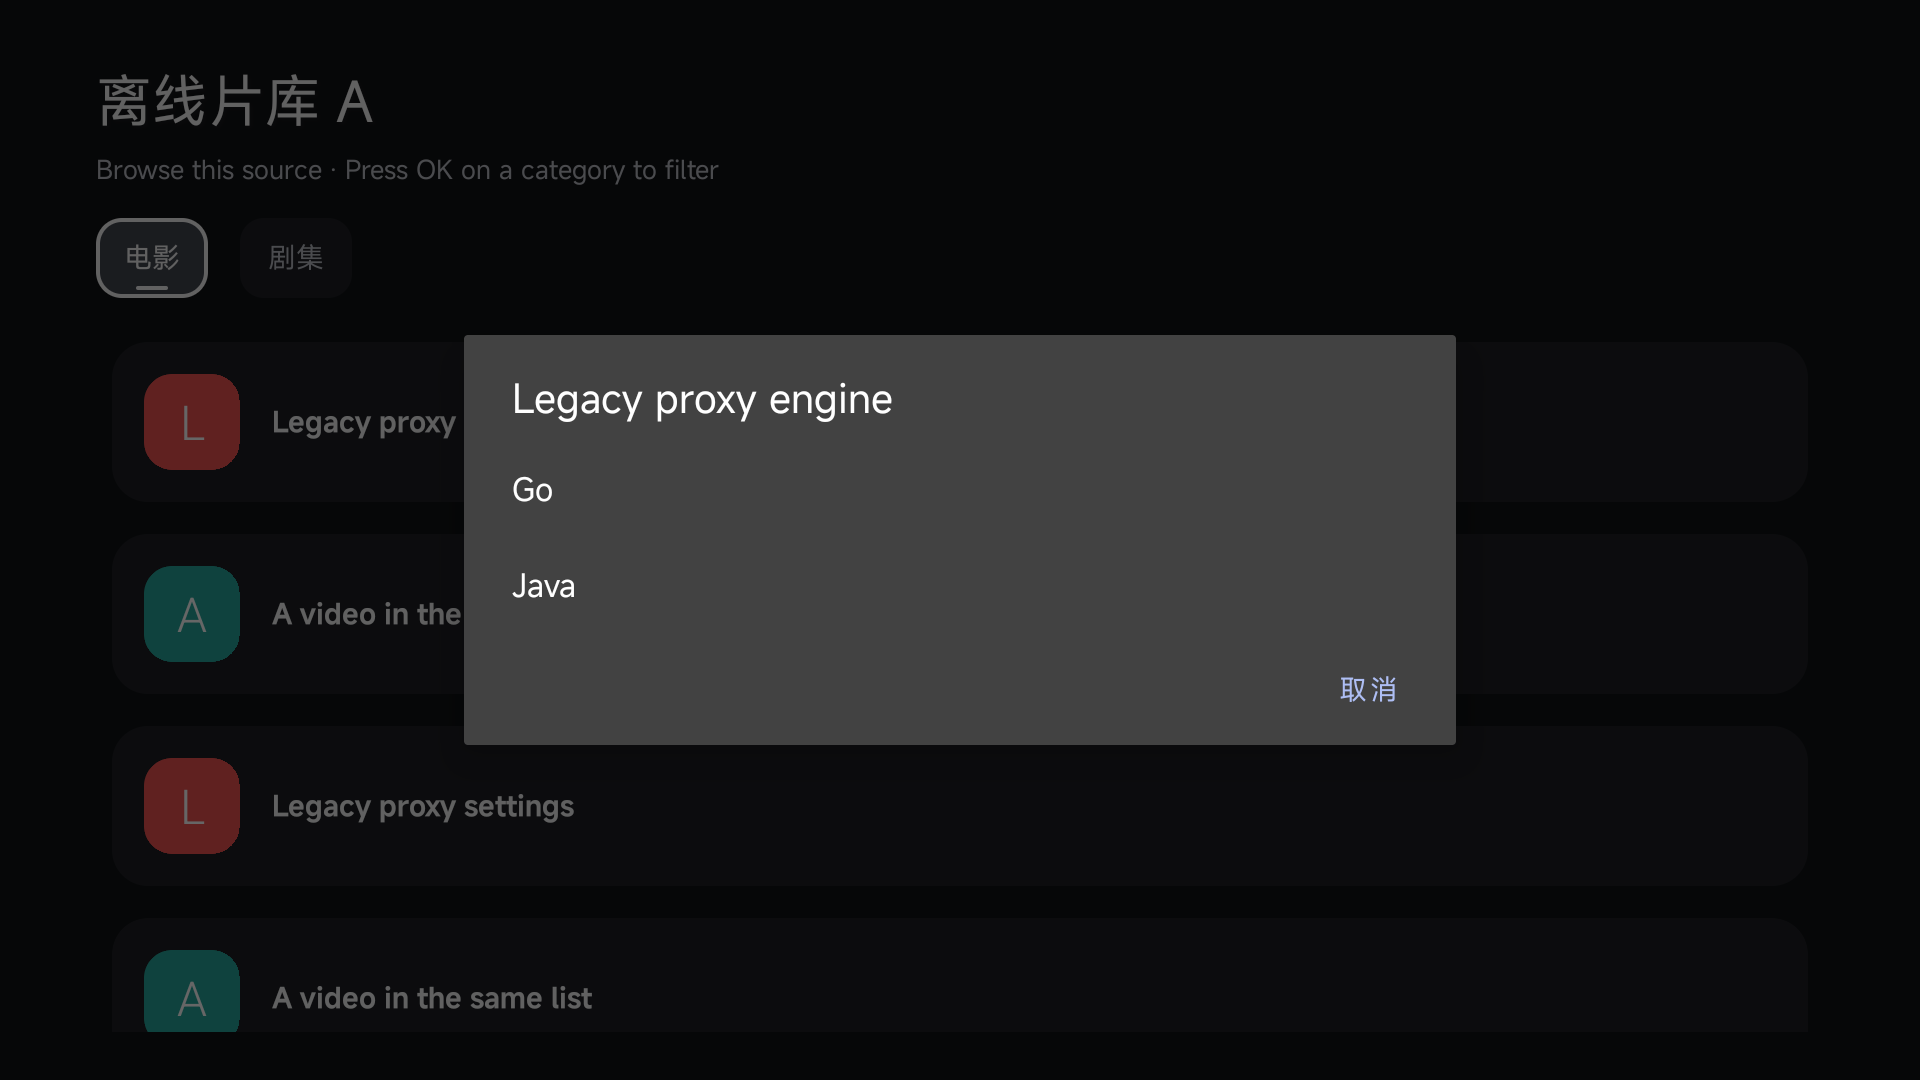 离线片库 A
Browse this source · Press OK on a category to filter
电影
剧集
L
Legacy proxy
A
A video in the
Legacy proxy engine
Go
Java
取消
L
Legacy proxy settings
A
A video in the same list